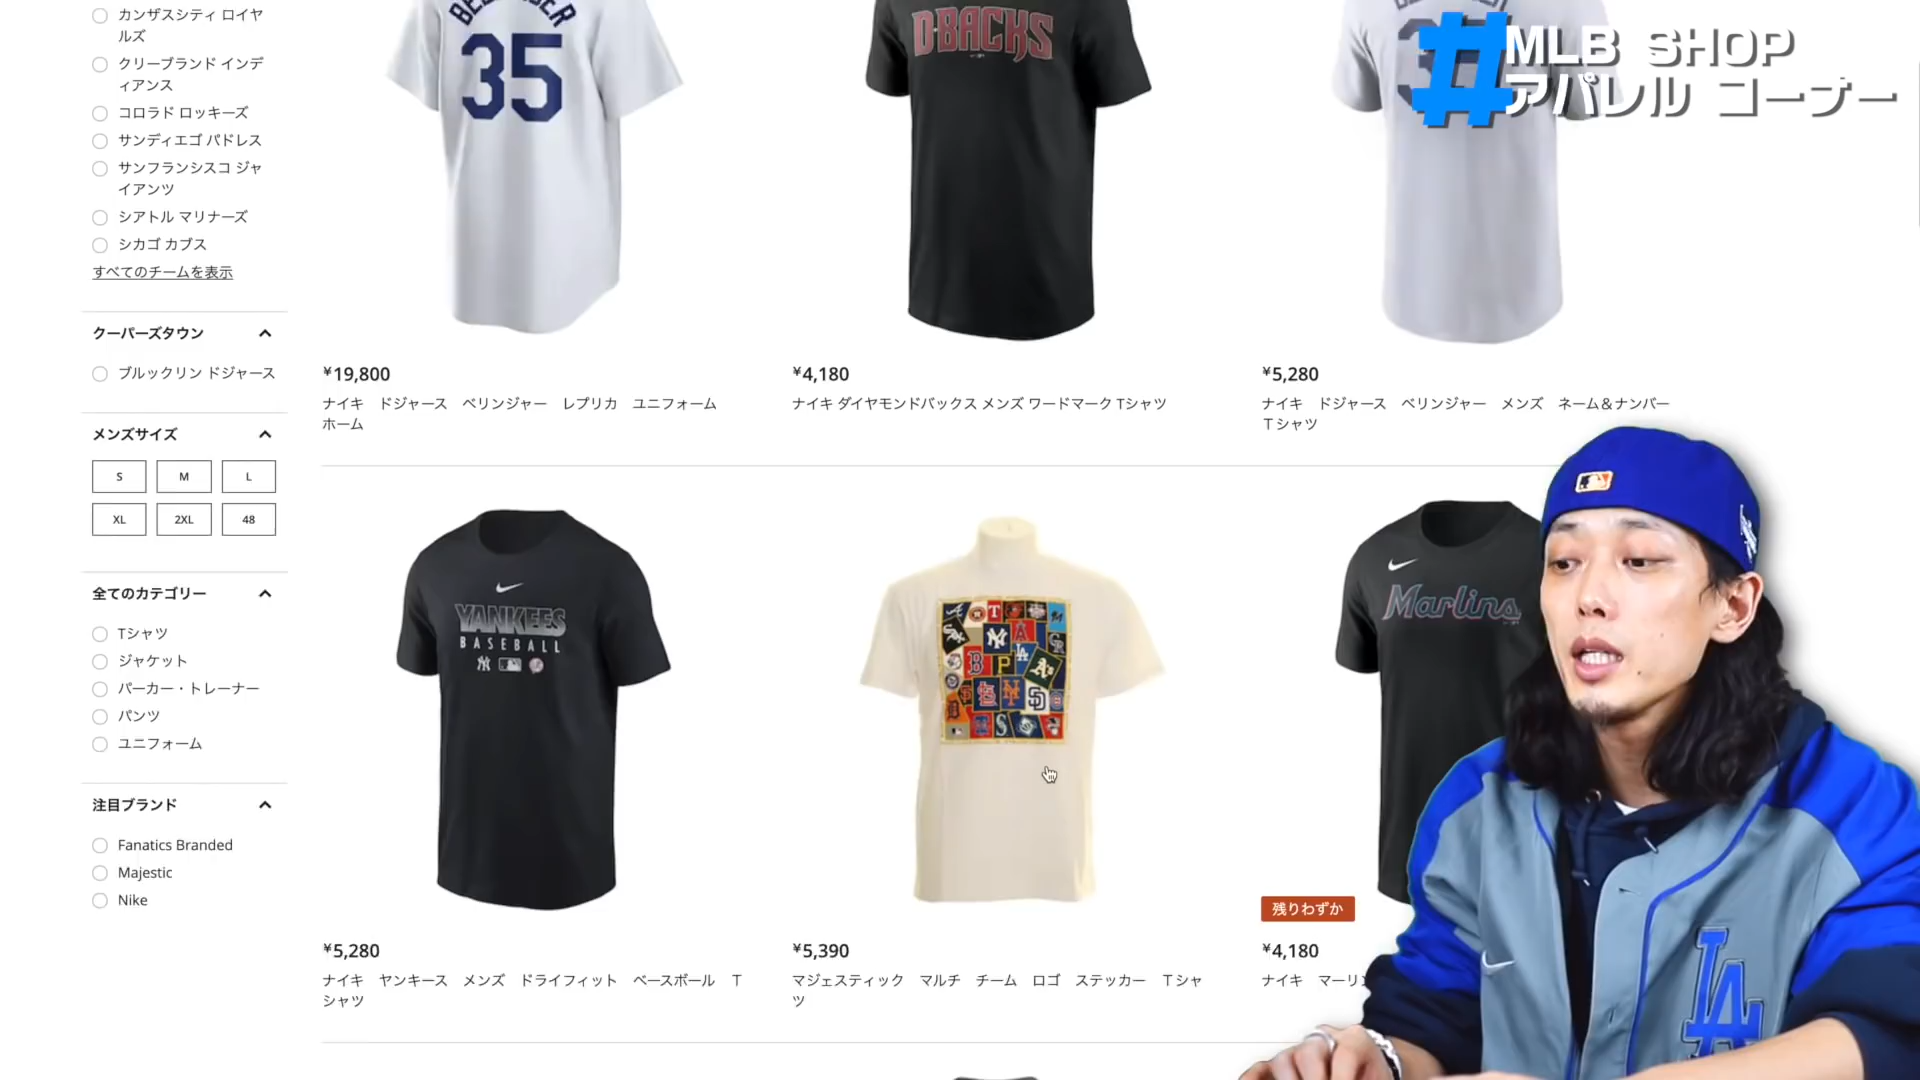 カンザスシティ ロイヤ
ルズ
クリーブランド インデ
ィアンス
コロラド ロッキーズ
サンディエゴ パドレス
サンフランシスコ ジャ
イアンツ
シアトル マリナーズ
シカゴ カブス
すべてのチームを表示
クーパーズタウン
ブルックリン ドジャース
メンズサイズ
S M L
XL 2XL 48
全てのカテゴリー
Tシャツ
ジャケット
パーカー・トレーナー
パンツ
ユニフォーム
注目ブランド
Fanatics Branded
Majestic
Nike
35
D-BACKS
#MLB SHOP
アパレル コーナー
¥19,800
ナイキ ドジャース ベリンジャー レプリカ ユニフォーム
ホーム
¥4,180
ナイキ ダイヤモンドバックス メンズ ワードマーク Tシャツ
¥5,280
ナイキ ドジャース ベリンジャー メンズ ネーム＆ナンバー
Tシャツ
YANKEES
BASEBALL
Marlins
残りわずか
¥5,280
ナイキ ヤンキース メンズ ドライフィット ベースボール T
シャツ
¥5,390
マジェスティック マルチ チーム ロゴ ステッカー Tシャ
ツ
¥4,180
ナイキ マーリ
LA